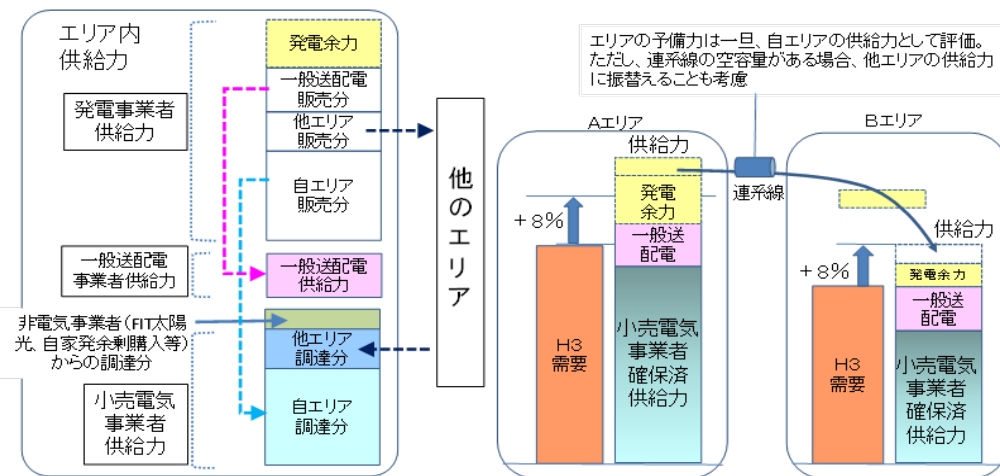 エリア内
供給力
発電余力
一般送配電
販売分
他エリア
販売分
自エリア
販売分
発電事業者
供給力
一般送配電
事業者供給力
一般送配電
供給力
非電気事業者(FIT太陽
光、自家発余剰購入等)
からの調達分
他エリア
調達分
自エリア
調達分
小売電気
事業者
供給力
他のエリア
エリアの予備力は一旦、自エリアの供給力として評価。
ただし、連系線の空容量がある場合、他エリアの供給力
に振替えることも考慮
Aエリア
供給力
発電
余力
一般送
配電
小売電気
事業者
確保済
供給力
+8%
H3
需要
連系線
Bエリア
供給力
発電余力
一般送
配電
小売電気
事業者
確保済
供給力
+8%
H3
需要